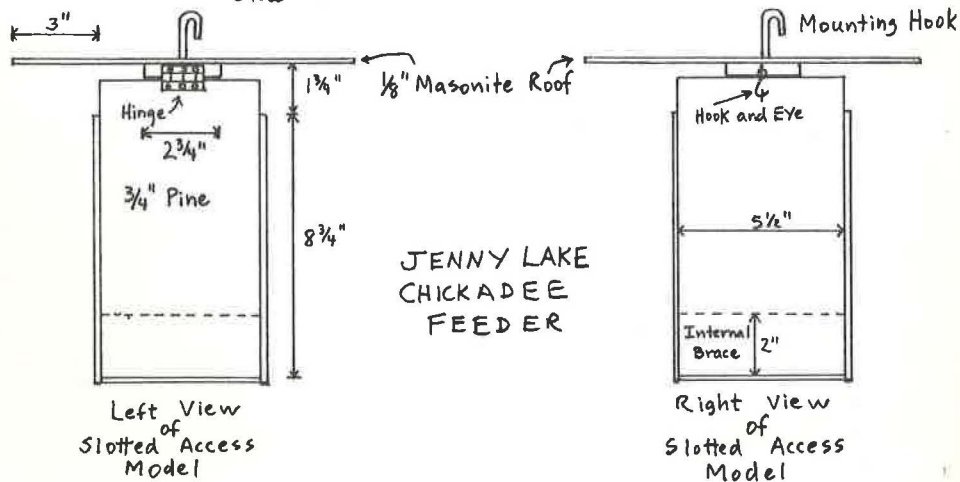 3"
Mounting Hook
1 3/4"
1/8" Masonite Roof
Hinge
Hook and Eye
2 3/4"
3/4" Pine
5 1/2"
8 3/4"
JENNY LAKE
CHICKADEE
FEEDER
Internal
Brace
2"
Left View
of
Slotted Access
Model
Right View
of
Slotted Access
Model